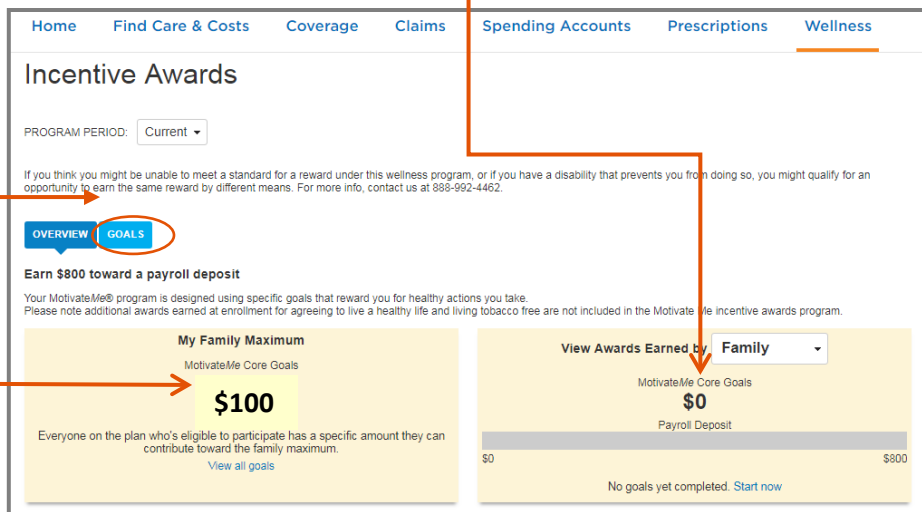 Home Find Care & Costs Coverage Claims Spending Accounts Prescriptions Wellness
Incentive Awards
PROGRAM PERIOD: Current
If you think you might be unable to meet a standard for a reward under this wellness program, or if you have a disability that prevents you from doing so, you might qualify for an
opportunity to earn the same reward by different means. For more info, contact us at 888-992-4462.
OVERVIEW GOALS
Earn $800 toward a payroll deposit
Your MotivateMe® program is designed using specific goals that reward you for healthy actions you take.
Please note additional awards earned at enrollment for agreeing to live a healthy life and living tobacco free are not included in the Motivate Me incentive awards program.
My Family Maximum
MotivateMe Core Goals
$100
Everyone on the plan who's eligible to participate has a specific amount they can
contribute toward the family maximum.
View all goals
View Awards Earned by Family
MotivateMe Core Goals
$0
Payroll Deposit
$0 $800
No goals yet completed. Start now